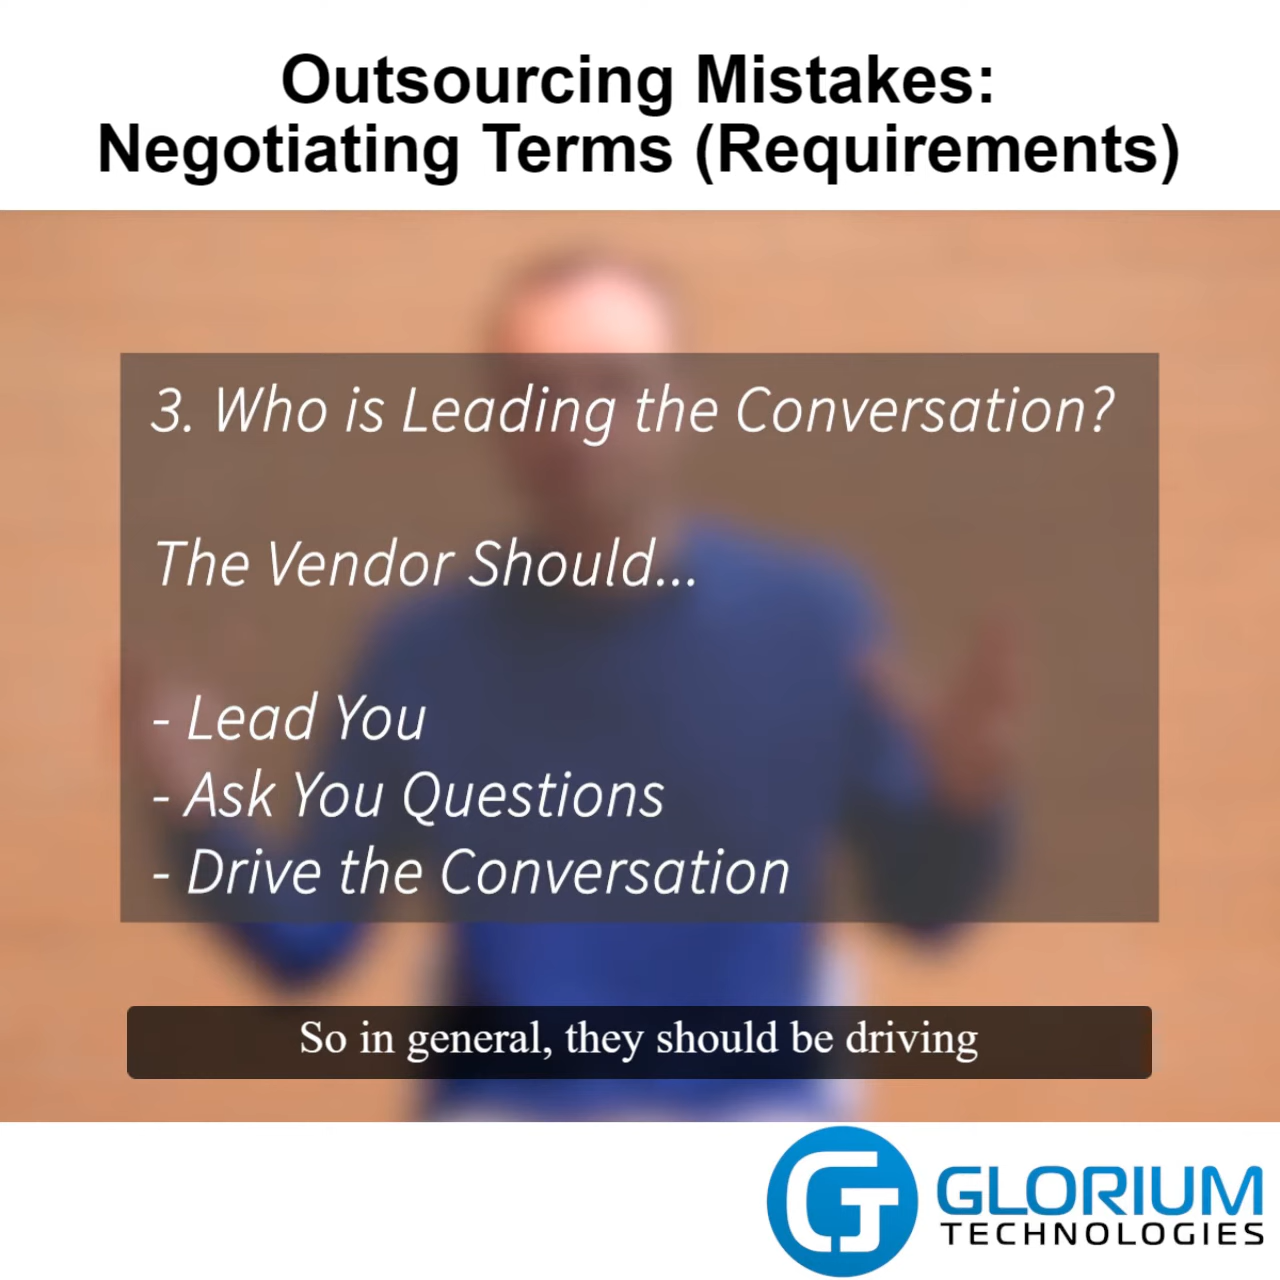 Outsourcing Mistakes:
Negotiating Terms (Requirements)
3. Who is Leading the Conversation?
The Vendor Should...
- Lead You
- Ask You Questions
- Drive the Conversation
So in general, they should be driving
GLORIUM
TECHNOLOGIES